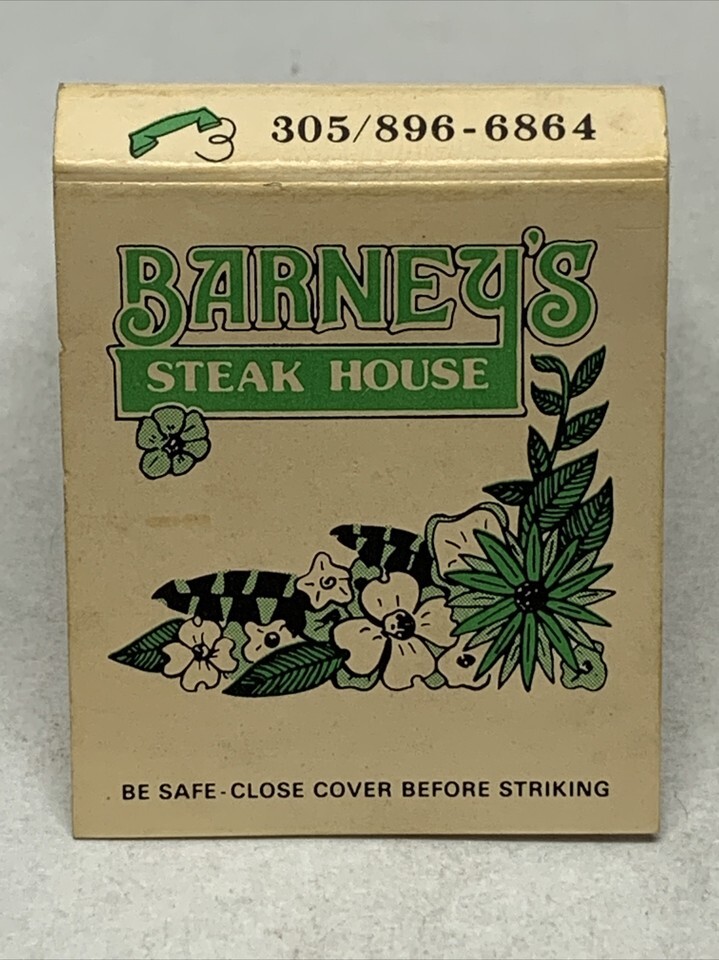 305/896-6864
BARNEY'S
STEAK HOUSE
BE SAFE-CLOSE COVER BEFORE STRIKING